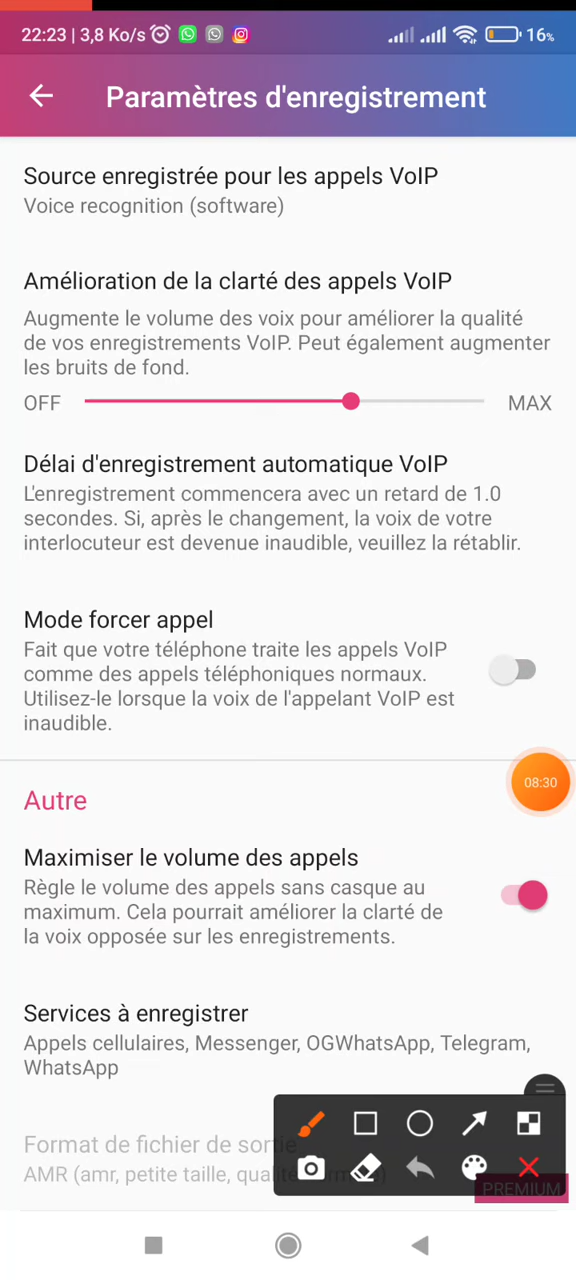 22:23 | 3,8 Ko/s 16%
Paramètres d'enregistrement
Source enregistrée pour les appels VoIP
Voice recognition (software)
Amélioration de la clarté des appels VoIP
Augmente le volume des voix pour améliorer la qualité
de vos enregistrements VoIP. Peut également augmenter
les bruits de fond.
OFF MAX
Délai d'enregistrement automatique VoIP
L'enregistrement commencera avec un retard de 1.0
secondes. Si, après le changement, la voix de votre
interlocuteur est devenue inaudible, veuillez la rétablir.
Mode forcer appel
Fait que votre téléphone traite les appels VoIP
comme des appels téléphoniques normaux.
Utilisez-le lorsque la voix de l'appelant VoIP est
inaudible.
08:30
Autre
Maximiser le volume des appels
Règle le volume des appels sans casque au
maximum. Cela pourrait améliorer la clarté de
la voix opposée sur les enregistrements.
Services à enregistrer
Appels cellulaires, Messenger, OGWhatsApp, Telegram,
WhatsApp
Format de fichier de sortie
AMR (amr, petite taille,
PREMIUM